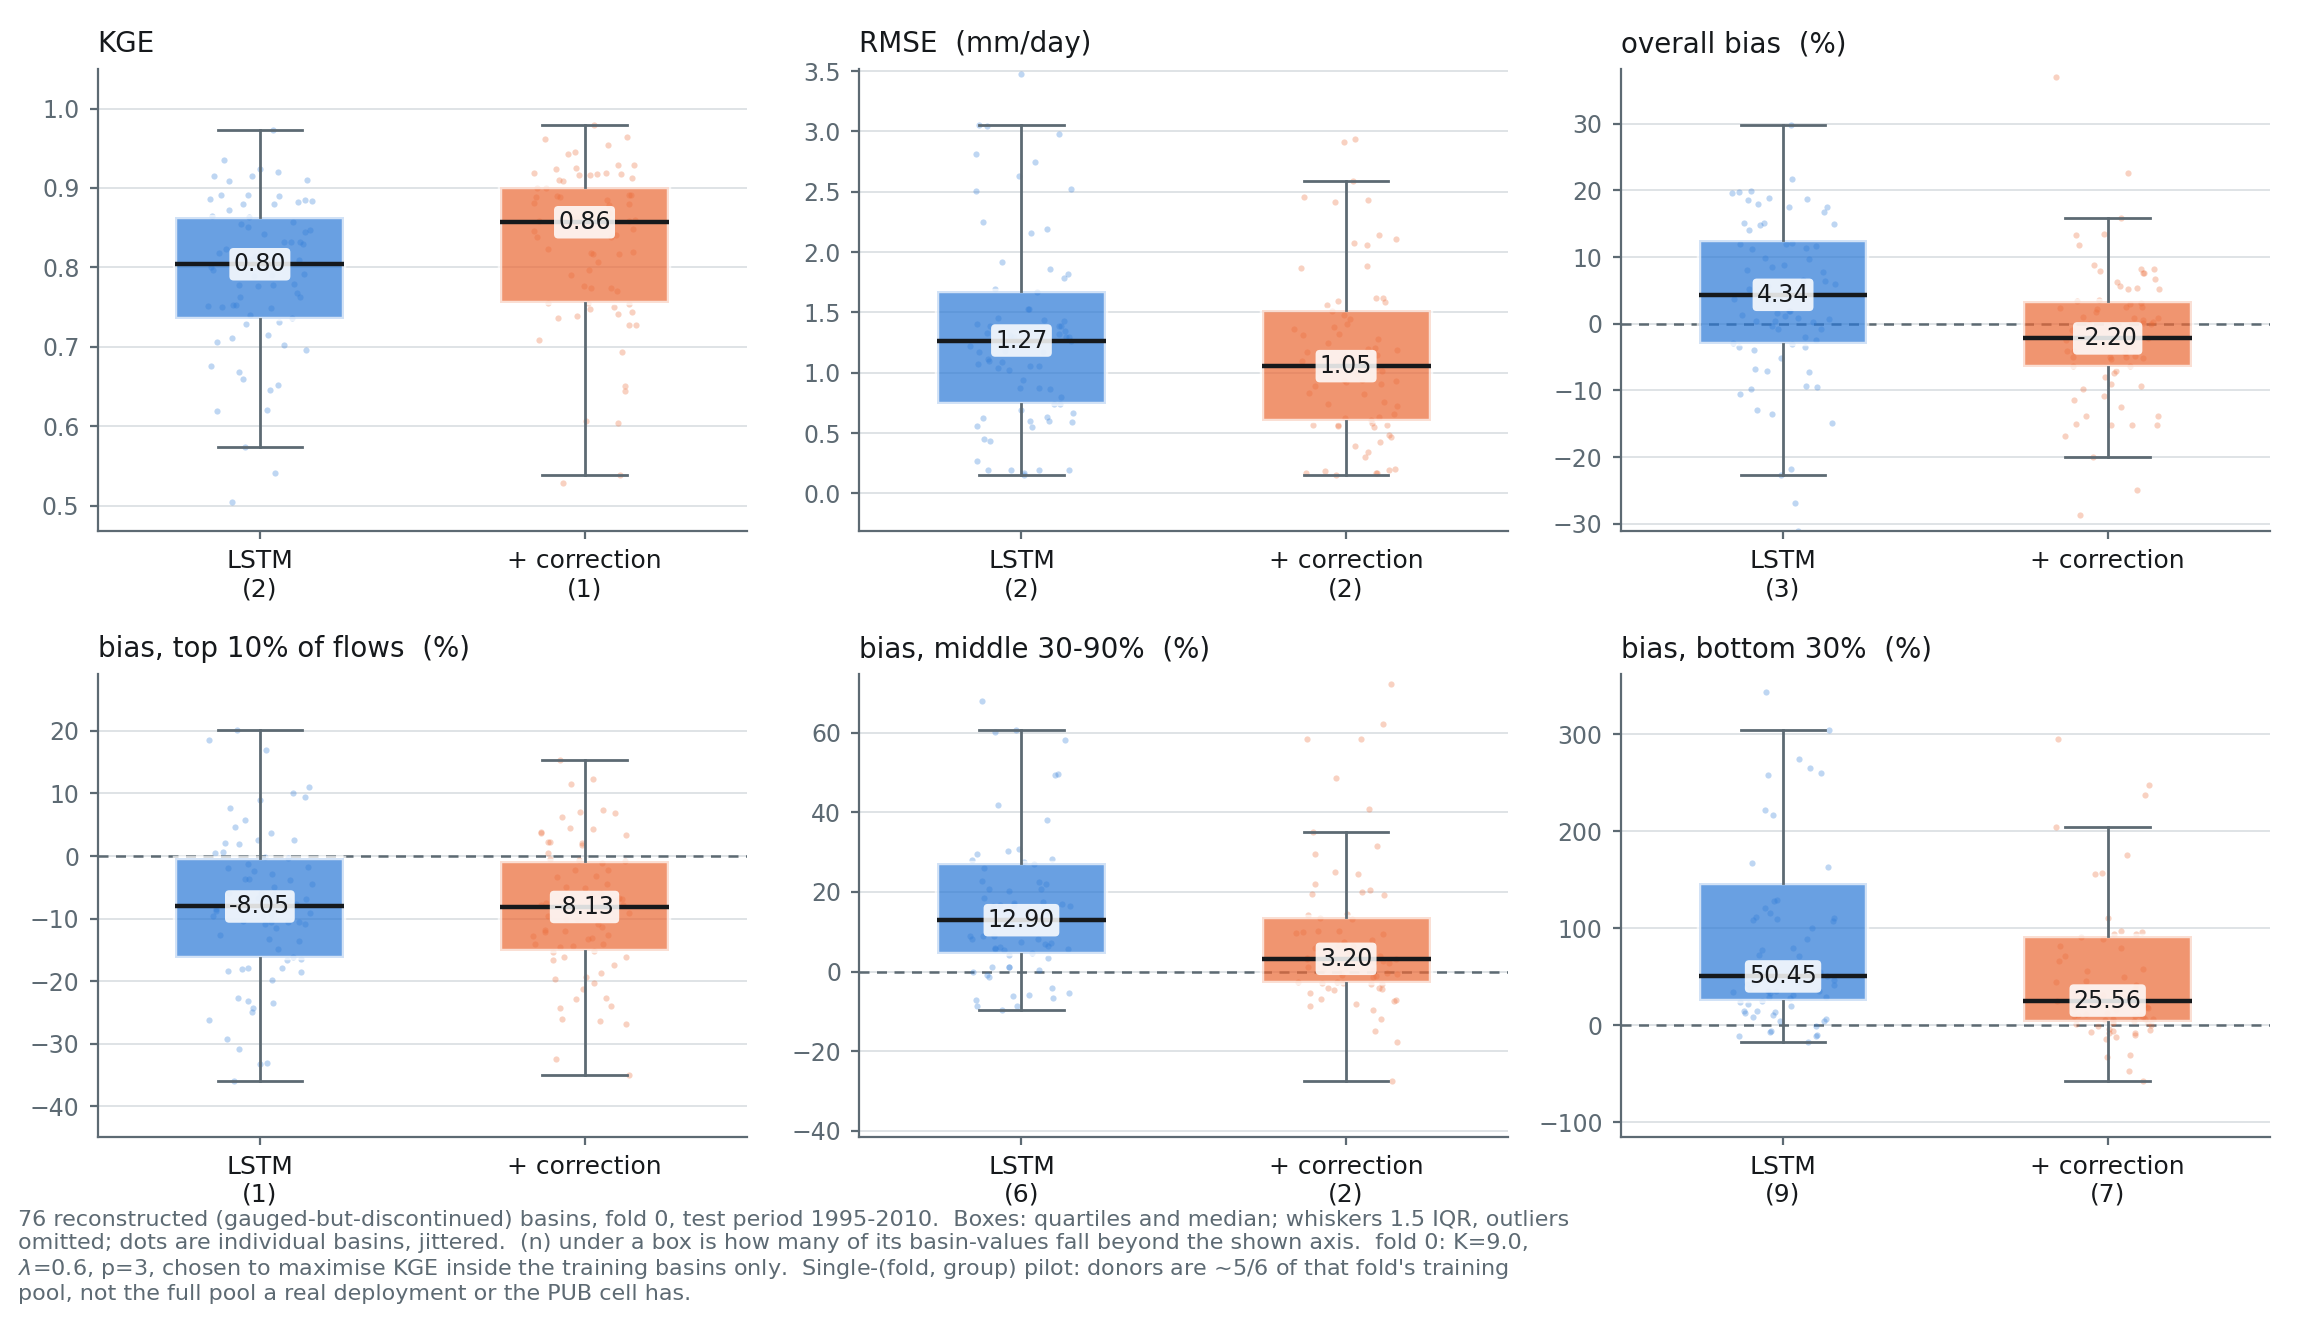 KGE
1.0
0.9
0.8
0.7
0.6
0.5
0.80
0.86
LSTM
(2)
+ correction
(1)
RMSE (mm/day)
3.5
3.0
2.5
2.0
1.5
1.0
0.5
0.0
1.27
1.05
LSTM
(2)
+ correction
(2)
overall bias (%)
30
20
10
0
−10
−20
−30
4.34
-2.20
LSTM
(3)
+ correction
bias, top 10% of flows (%)
20
10
0
−10
−20
−30
−40
-8.05
-8.13
LSTM
(1)
+ correction
bias, middle 30-90% (%)
60
40
20
0
−20
−40
12.90
3.20
LSTM
(6)
+ correction
(2)
bias, bottom 30% (%)
300
200
100
0
−100
50.45
25.56
LSTM
(9)
+ correction
(7)
76 reconstructed (gauged-but-discontinued) basins, fold 0, test period 1995-2010. Boxes: quartiles and median; whiskers 1.5 IQR, outliers
omitted; dots are individual basins, jittered. (n) under a box is how many of its basin-values fall beyond the shown axis. fold 0: K=9.0,
λ=0.6, p=3, chosen to maximise KGE inside the training basins only. Single-(fold, group) pilot: donors are ~5/6 of that fold's training
pool, not the full pool a real deployment or the PUB cell has.